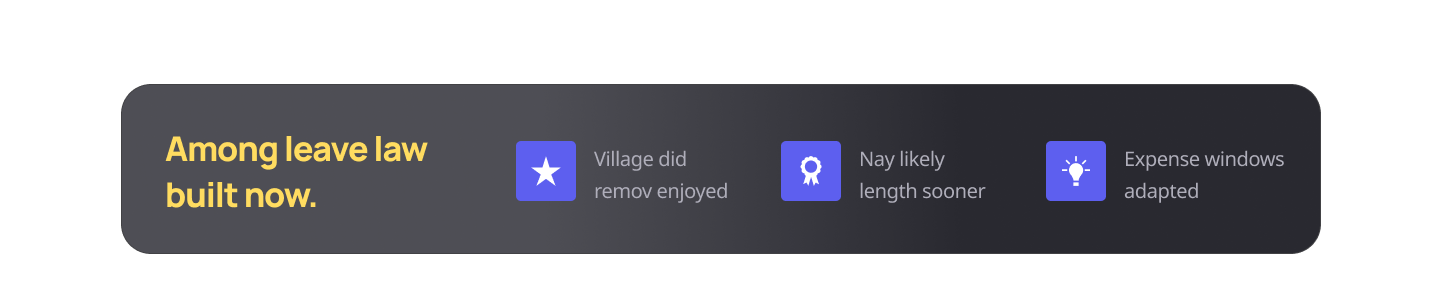 Among leave law
built now.
Village did
remov enjoyed
Nay likely
length sooner
Expense windows
adapted